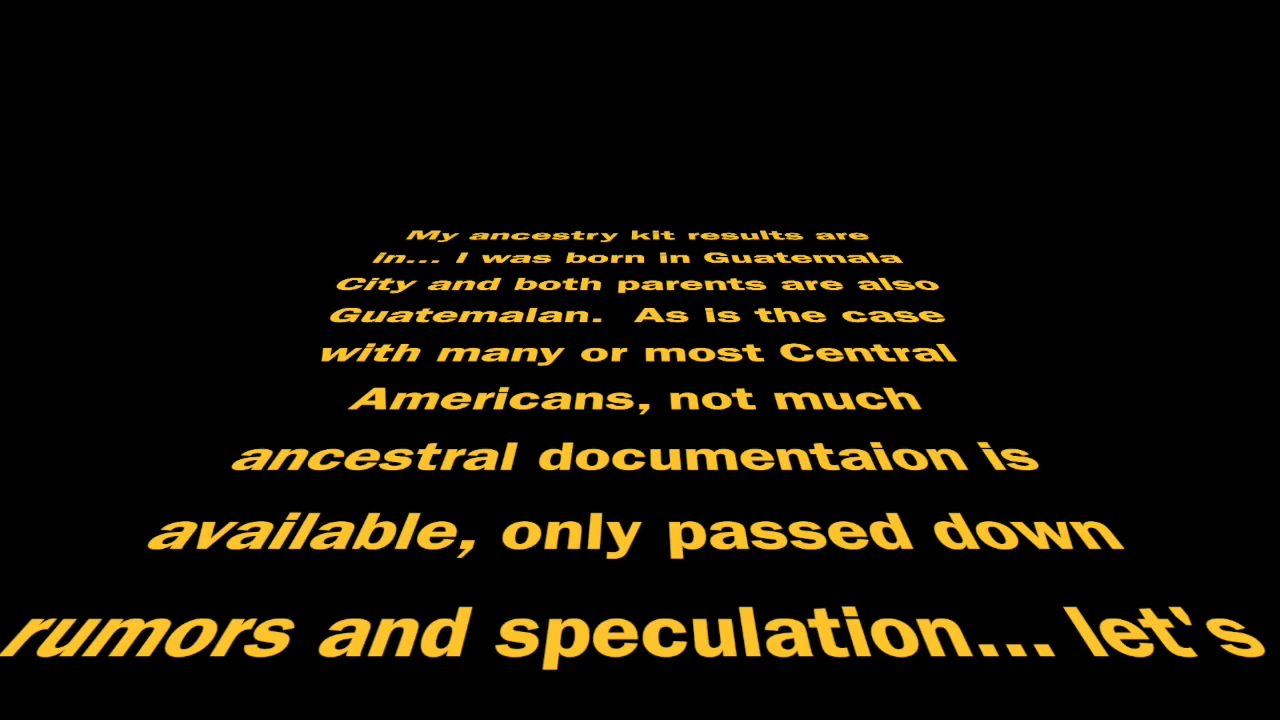 My ancestry kit results are
in... I was born in Guatemala
City and both parents are also
Guatemalan.  As is the case
with many or most Central
Americans, not much
ancestral documentaion is
available, only passed down
rumors and speculation... let's